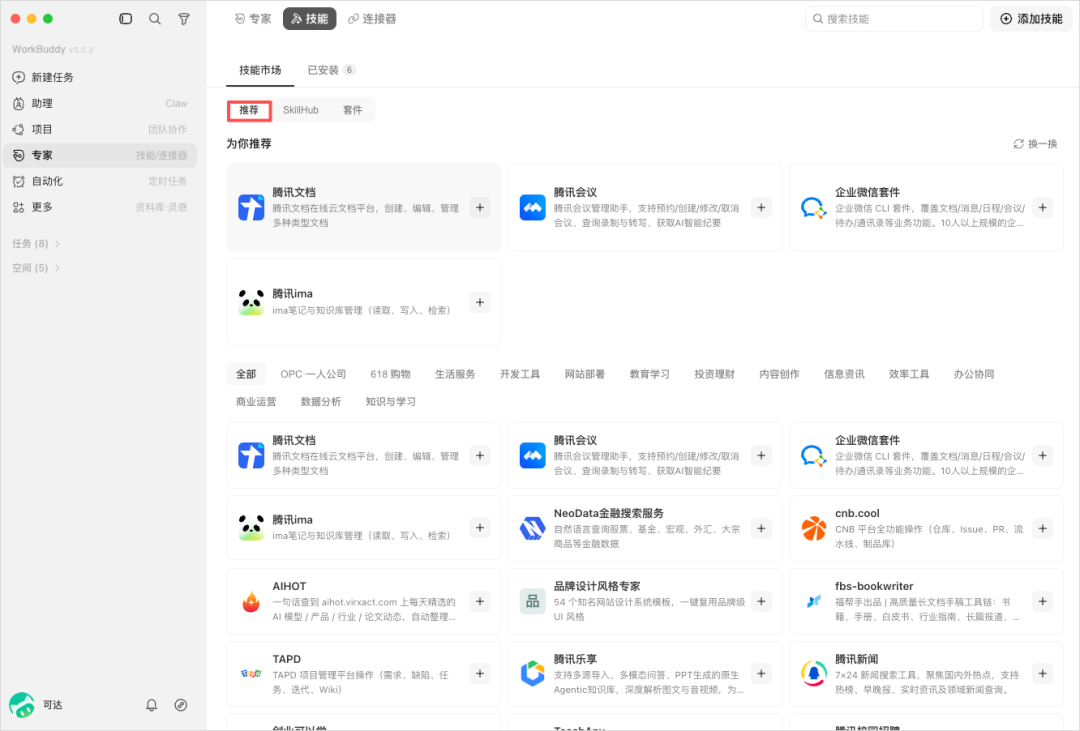 专家
技能
连接器
搜索技能
添加技能
WorkBuddy v5.0.3
新建任务
助理 Claw
项目 团队协作
专家 技能/连接器
自动化 定时任务
更多 资料库·灵感
任务 (8)
空间 (5)
可达
技能市场
已安装 6
推荐
SkillHub
套件
为你推荐
换一换
腾讯文档
腾讯文档在线云文档平台，创建、编辑、管理
多种类型文档
腾讯会议
腾讯会议管理助手，支持预约/创建/修改/取消
会议、查询录制与转写、获取AI智能纪要
企业微信套件
企业微信 CLI 套件，覆盖文档/消息/日程/会议/
待办/通讯录等业务功能。10人以上规模的企...
腾讯ima
ima笔记与知识库管理（读取、写入、检索）
全部
OPC·一人公司
618 购物
生活服务
开发工具
网站部署
教育学习
投资理财
内容创作
信息资讯
效率工具
办公协同
商业运营
数据分析
知识与学习
腾讯文档
腾讯文档在线云文档平台，创建、编辑、管理
多种类型文档
腾讯会议
腾讯会议管理助手，支持预约/创建/修改/取消
会议、查询录制与转写、获取AI智能纪要
企业微信套件
企业微信 CLI 套件，覆盖文档/消息/日程/会议/
待办/通讯录等业务功能。10人以上规模的企...
腾讯ima
ima笔记与知识库管理（读取、写入、检索）
NeoData金融搜索服务
自然语言查询股票、基金、宏观、外汇、大宗
商品等金融数据
cnb.cool
CNB 平台全功能操作（仓库、Issue、PR、流
水线、制品库）
AIHOT
一句话查到 aihot.virxact.com 上每天精选的
AI 模型 / 产品 / 行业 / 论文动态，自动整理...
品
品牌设计风格专家
54 个知名网站设计系统模板，一键复用品牌级
UI 风格
fbs-bookwriter
福帮手出品 | 高质量长文档手稿工具链：书
籍、手册、白皮书、行业指南、长篇报道、...
TAPD
TAPD 项目管理平台操作（需求、缺陷、任
务、迭代、Wiki）
腾讯乐享
支持多源导入、多模态问答、PPT生成的原生
Agentic知识库，深度解析图文与音视频，为...
腾讯新闻
7×24 新闻搜索工具，聚焦国内外热点，支持
热榜、早晚报、实时资讯及领域新闻查询。